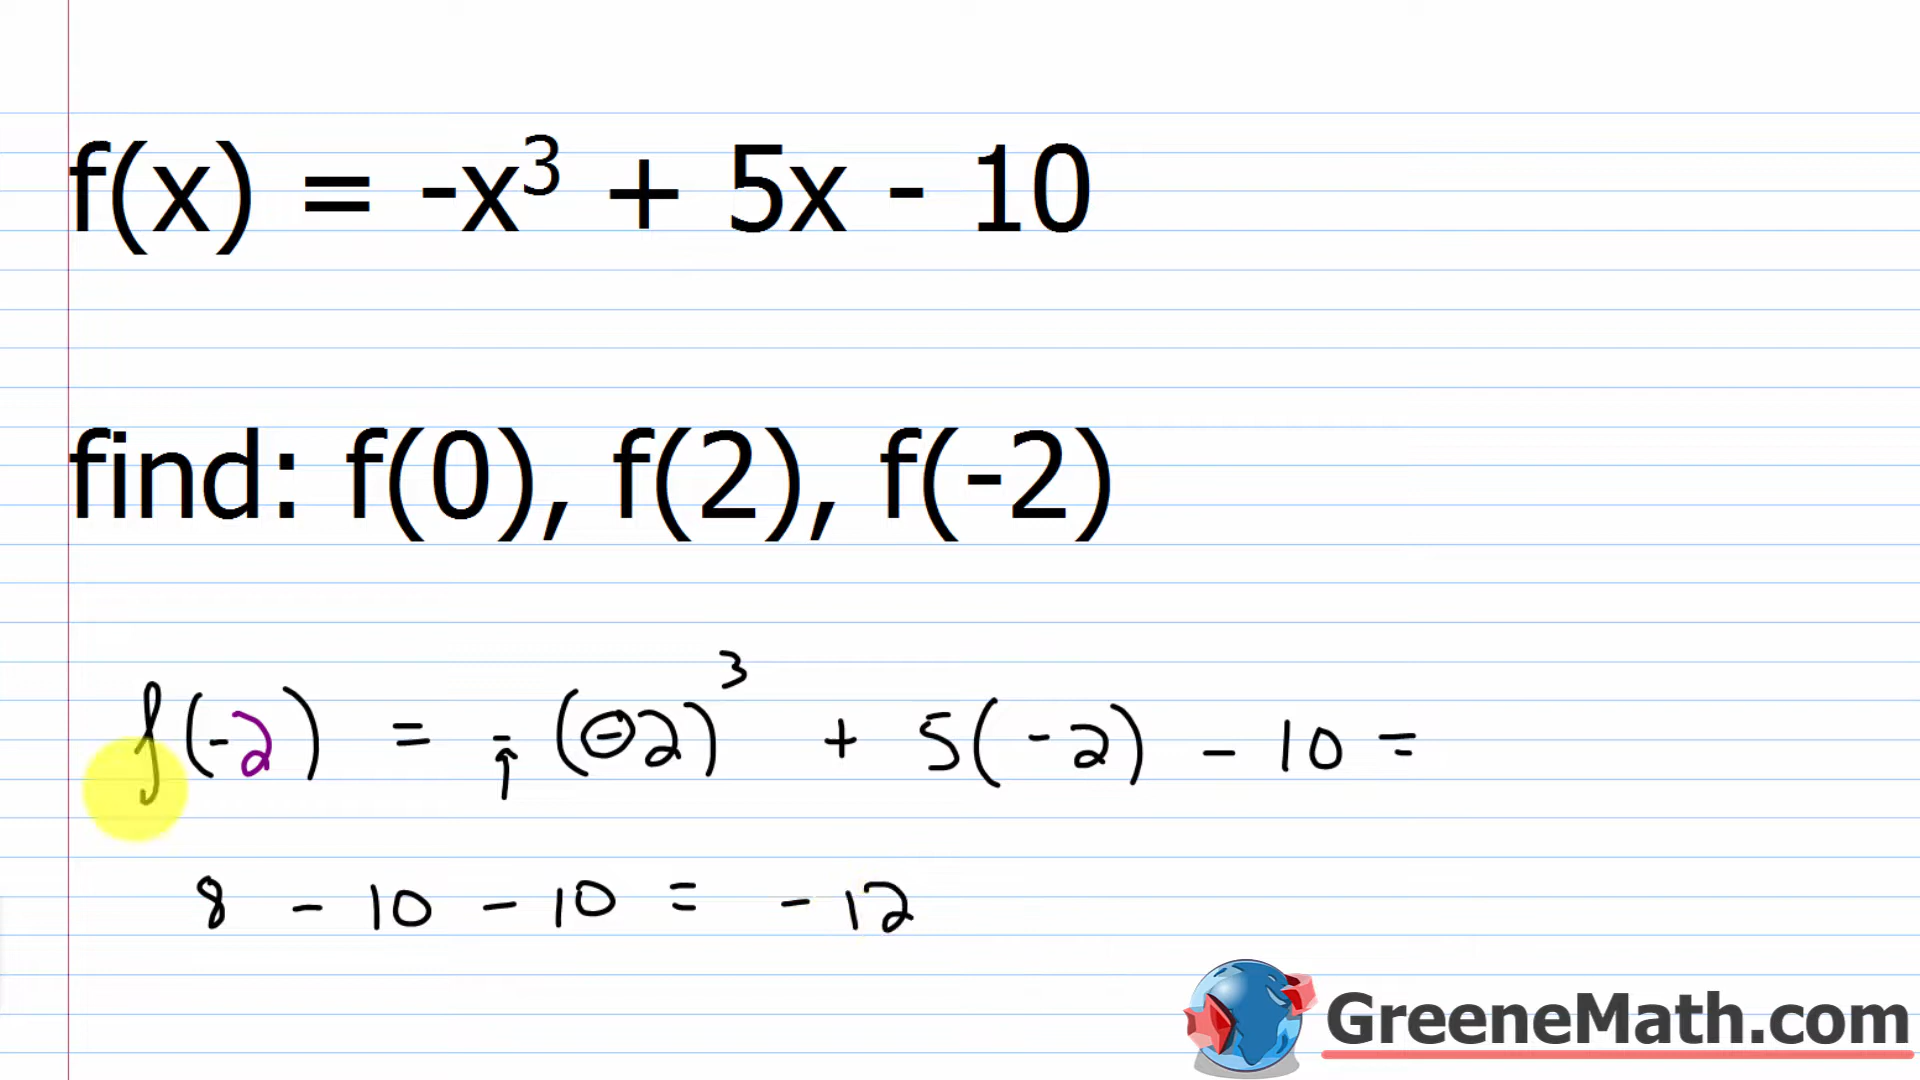 f(x) = -x³ + 5x - 10
find: f(0), f(2), f(-2)
f(-2) = -(-2)³ + 5(-2) - 10 =
8 - 10 - 10 = -12
GreeneMath.com